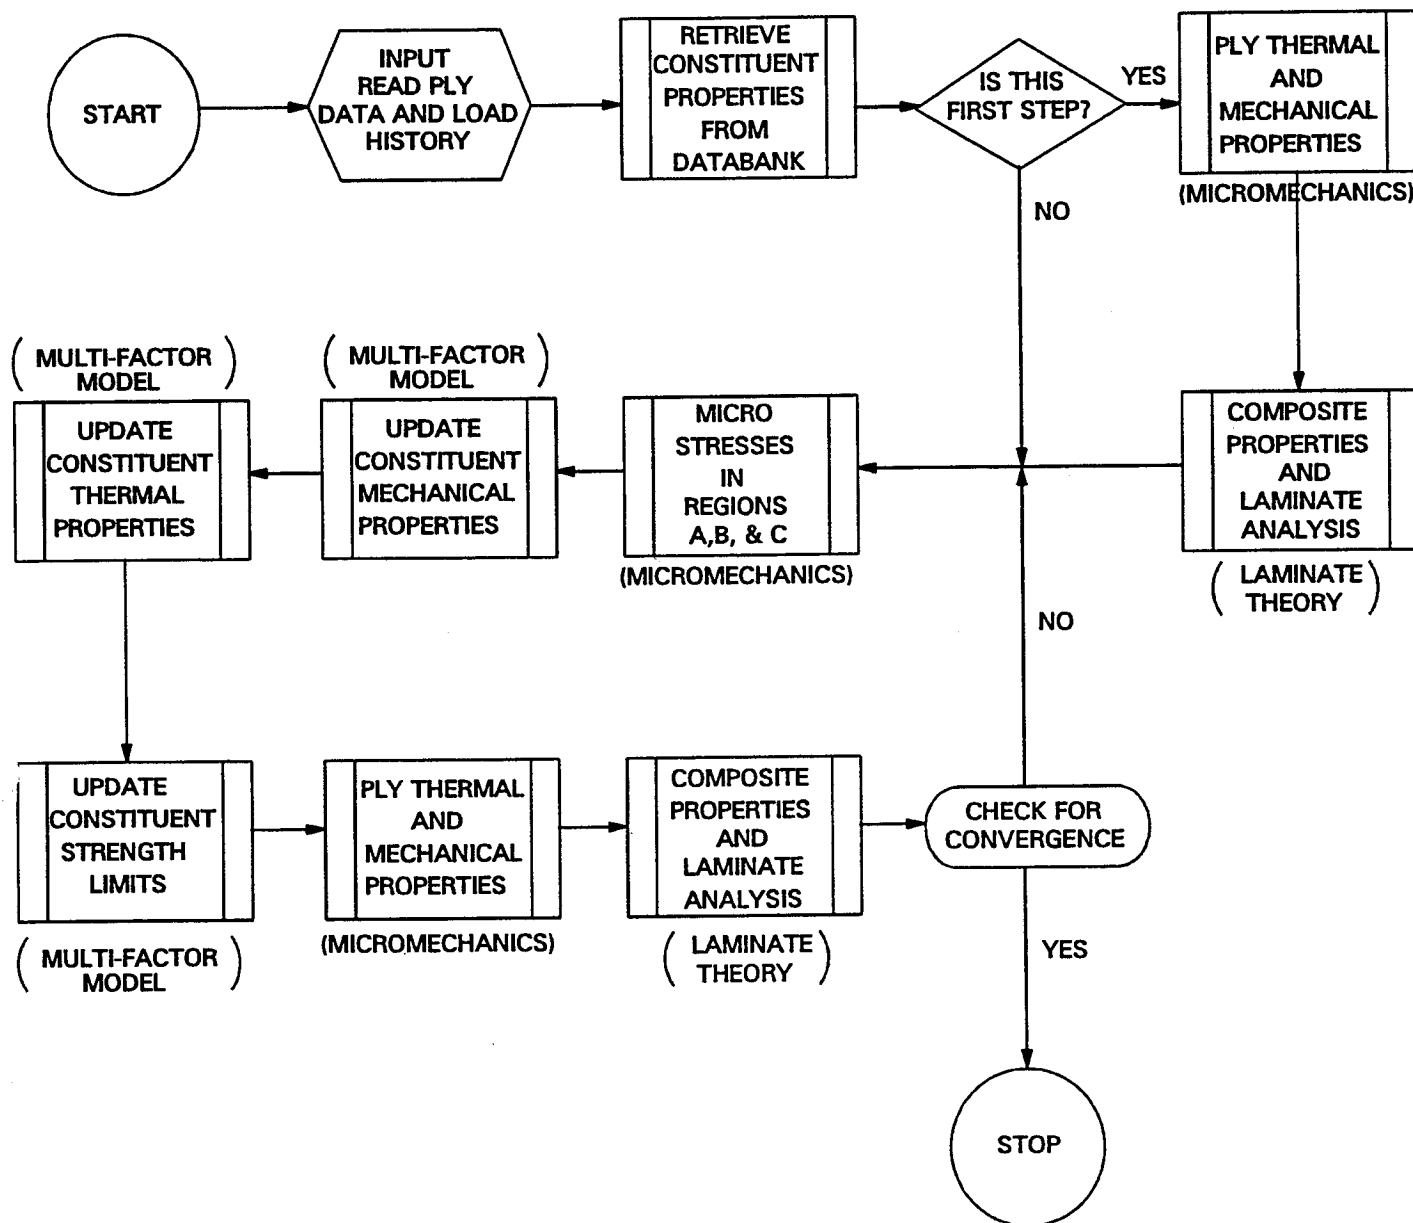 START
INPUT
READ PLY
DATA AND LOAD
HISTORY
RETRIEVE
CONSTITUENT
PROPERTIES
FROM
DATABANK
IS THIS
FIRST STEP?
YES
NO
PLY THERMAL
AND
MECHANICAL
PROPERTIES
(MICROMECHANICS)
COMPOSITE
PROPERTIES
AND
LAMINATE
ANALYSIS
(LAMINATE
THEORY)
MICRO
STRESSES
IN
REGIONS
A,B, & C
(MICROMECHANICS)
(MULTI-FACTOR
MODEL)
UPDATE
CONSTITUENT
MECHANICAL
PROPERTIES
(MULTI-FACTOR
MODEL)
UPDATE
CONSTITUENT
THERMAL
PROPERTIES
UPDATE
CONSTITUENT
STRENGTH
LIMITS
(MULTI-FACTOR
MODEL)
PLY THERMAL
AND
MECHANICAL
PROPERTIES
(MICROMECHANICS)
COMPOSITE
PROPERTIES
AND
LAMINATE
ANALYSIS
(LAMINATE
THEORY)
CHECK FOR
CONVERGENCE
NO
YES
STOP